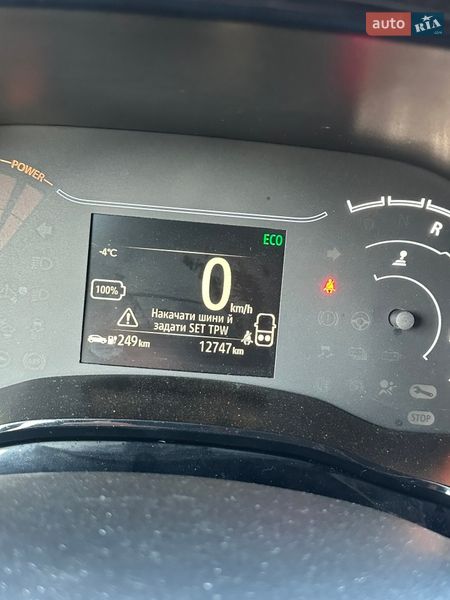 auto RIA
POWER
ECO
-4°C
R
0
km/h
100%
Накачати шини й
задати SET TPW
249 km
12747 km
STOP